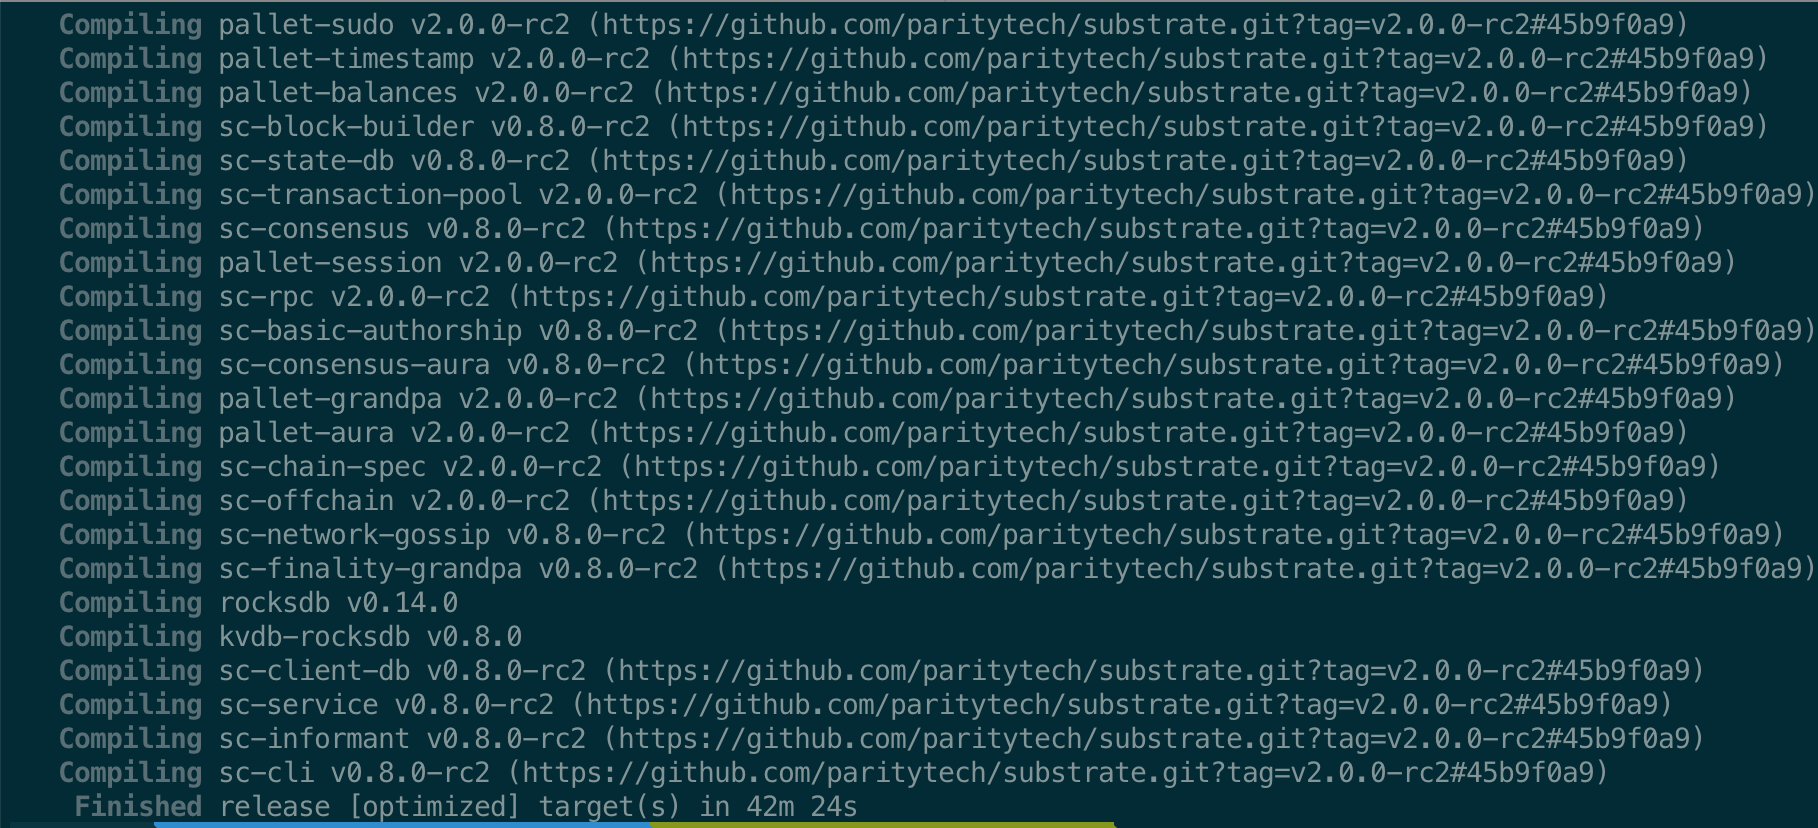 Compiling pallet-sudo v2.0.0-rc2 (https://github.com/paritytech/substrate.git?tag=v2.0.0-rc2#45b9f0a9)
Compiling pallet-timestamp v2.0.0-rc2 (https://github.com/paritytech/substrate.git?tag=v2.0.0-rc2#45b9f0a9)
Compiling pallet-balances v2.0.0-rc2 (https://github.com/paritytech/substrate.git?tag=v2.0.0-rc2#45b9f0a9)
Compiling sc-block-builder v0.8.0-rc2 (https://github.com/paritytech/substrate.git?tag=v2.0.0-rc2#45b9f0a9)
Compiling sc-state-db v0.8.0-rc2 (https://github.com/paritytech/substrate.git?tag=v2.0.0-rc2#45b9f0a9)
Compiling sc-transaction-pool v2.0.0-rc2 (https://github.com/paritytech/substrate.git?tag=v2.0.0-rc2#45b9f0a9)
Compiling sc-consensus v0.8.0-rc2 (https://github.com/paritytech/substrate.git?tag=v2.0.0-rc2#45b9f0a9)
Compiling pallet-session v2.0.0-rc2 (https://github.com/paritytech/substrate.git?tag=v2.0.0-rc2#45b9f0a9)
Compiling sc-rpc v2.0.0-rc2 (https://github.com/paritytech/substrate.git?tag=v2.0.0-rc2#45b9f0a9)
Compiling sc-basic-authorship v0.8.0-rc2 (https://github.com/paritytech/substrate.git?tag=v2.0.0-rc2#45b9f0a9)
Compiling sc-consensus-aura v0.8.0-rc2 (https://github.com/paritytech/substrate.git?tag=v2.0.0-rc2#45b9f0a9)
Compiling pallet-grandpa v2.0.0-rc2 (https://github.com/paritytech/substrate.git?tag=v2.0.0-rc2#45b9f0a9)
Compiling pallet-aura v2.0.0-rc2 (https://github.com/paritytech/substrate.git?tag=v2.0.0-rc2#45b9f0a9)
Compiling sc-chain-spec v2.0.0-rc2 (https://github.com/paritytech/substrate.git?tag=v2.0.0-rc2#45b9f0a9)
Compiling sc-offchain v2.0.0-rc2 (https://github.com/paritytech/substrate.git?tag=v2.0.0-rc2#45b9f0a9)
Compiling sc-network-gossip v0.8.0-rc2 (https://github.com/paritytech/substrate.git?tag=v2.0.0-rc2#45b9f0a9)
Compiling sc-finality-grandpa v0.8.0-rc2 (https://github.com/paritytech/substrate.git?tag=v2.0.0-rc2#45b9f0a9)
Compiling rocksdb v0.14.0
Compiling kvdb-rocksdb v0.8.0
Compiling sc-client-db v0.8.0-rc2 (https://github.com/paritytech/substrate.git?tag=v2.0.0-rc2#45b9f0a9)
Compiling sc-service v0.8.0-rc2 (https://github.com/paritytech/substrate.git?tag=v2.0.0-rc2#45b9f0a9)
Compiling sc-informant v0.8.0-rc2 (https://github.com/paritytech/substrate.git?tag=v2.0.0-rc2#45b9f0a9)
Compiling sc-cli v0.8.0-rc2 (https://github.com/paritytech/substrate.git?tag=v2.0.0-rc2#45b9f0a9)
Finished release [optimized] target(s) in 42m 24s